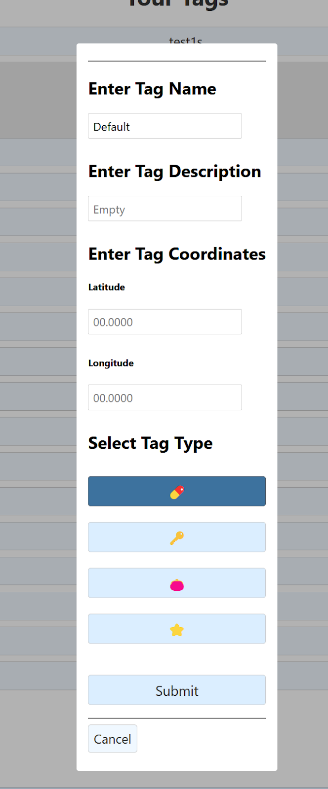 Your Tags
test1s
Enter Tag Name
Default
Enter Tag Description
Empty
Enter Tag Coordinates
Latitude
00.0000
Longitude
00.0000
Select Tag Type
Submit
Cancel